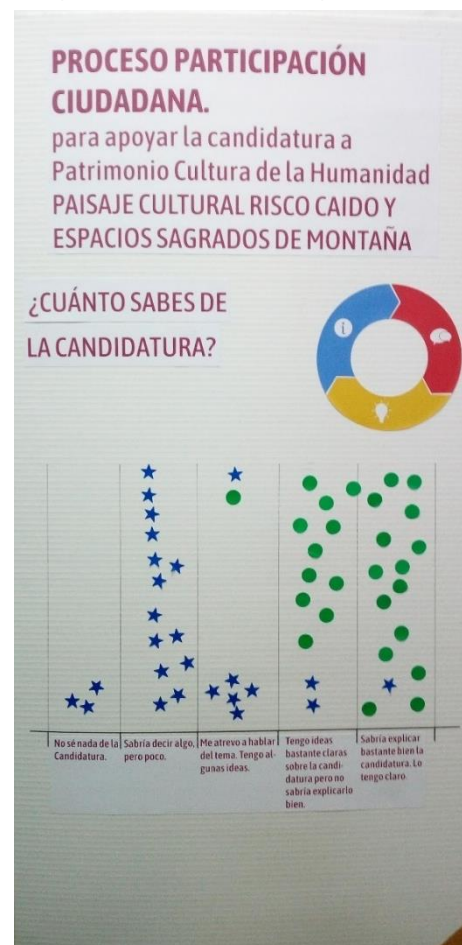 PROCESO PARTICIPACIÓN
CIUDADANA.
para apoyar la candidatura a
Patrimonio Cultura de la Humanidad
PAISAJE CULTURAL RISCO CAIDO Y
ESPACIOS SAGRADOS DE MONTAÑA
¿CUÁNTO SABES DE
LA CANDIDATURA?
No sé nada de la
Candidatura.
Sabría decir algo,
pero poco.
Me atrevo a hablar
del tema. Tengo al-
gunas ideas.
Tengo ideas
bastante claras
sobre la candi-
datura pero no
sabría explicarlo
bien.
Sabría explicar
bastante bien la
candidatura. Lo
tengo claro.